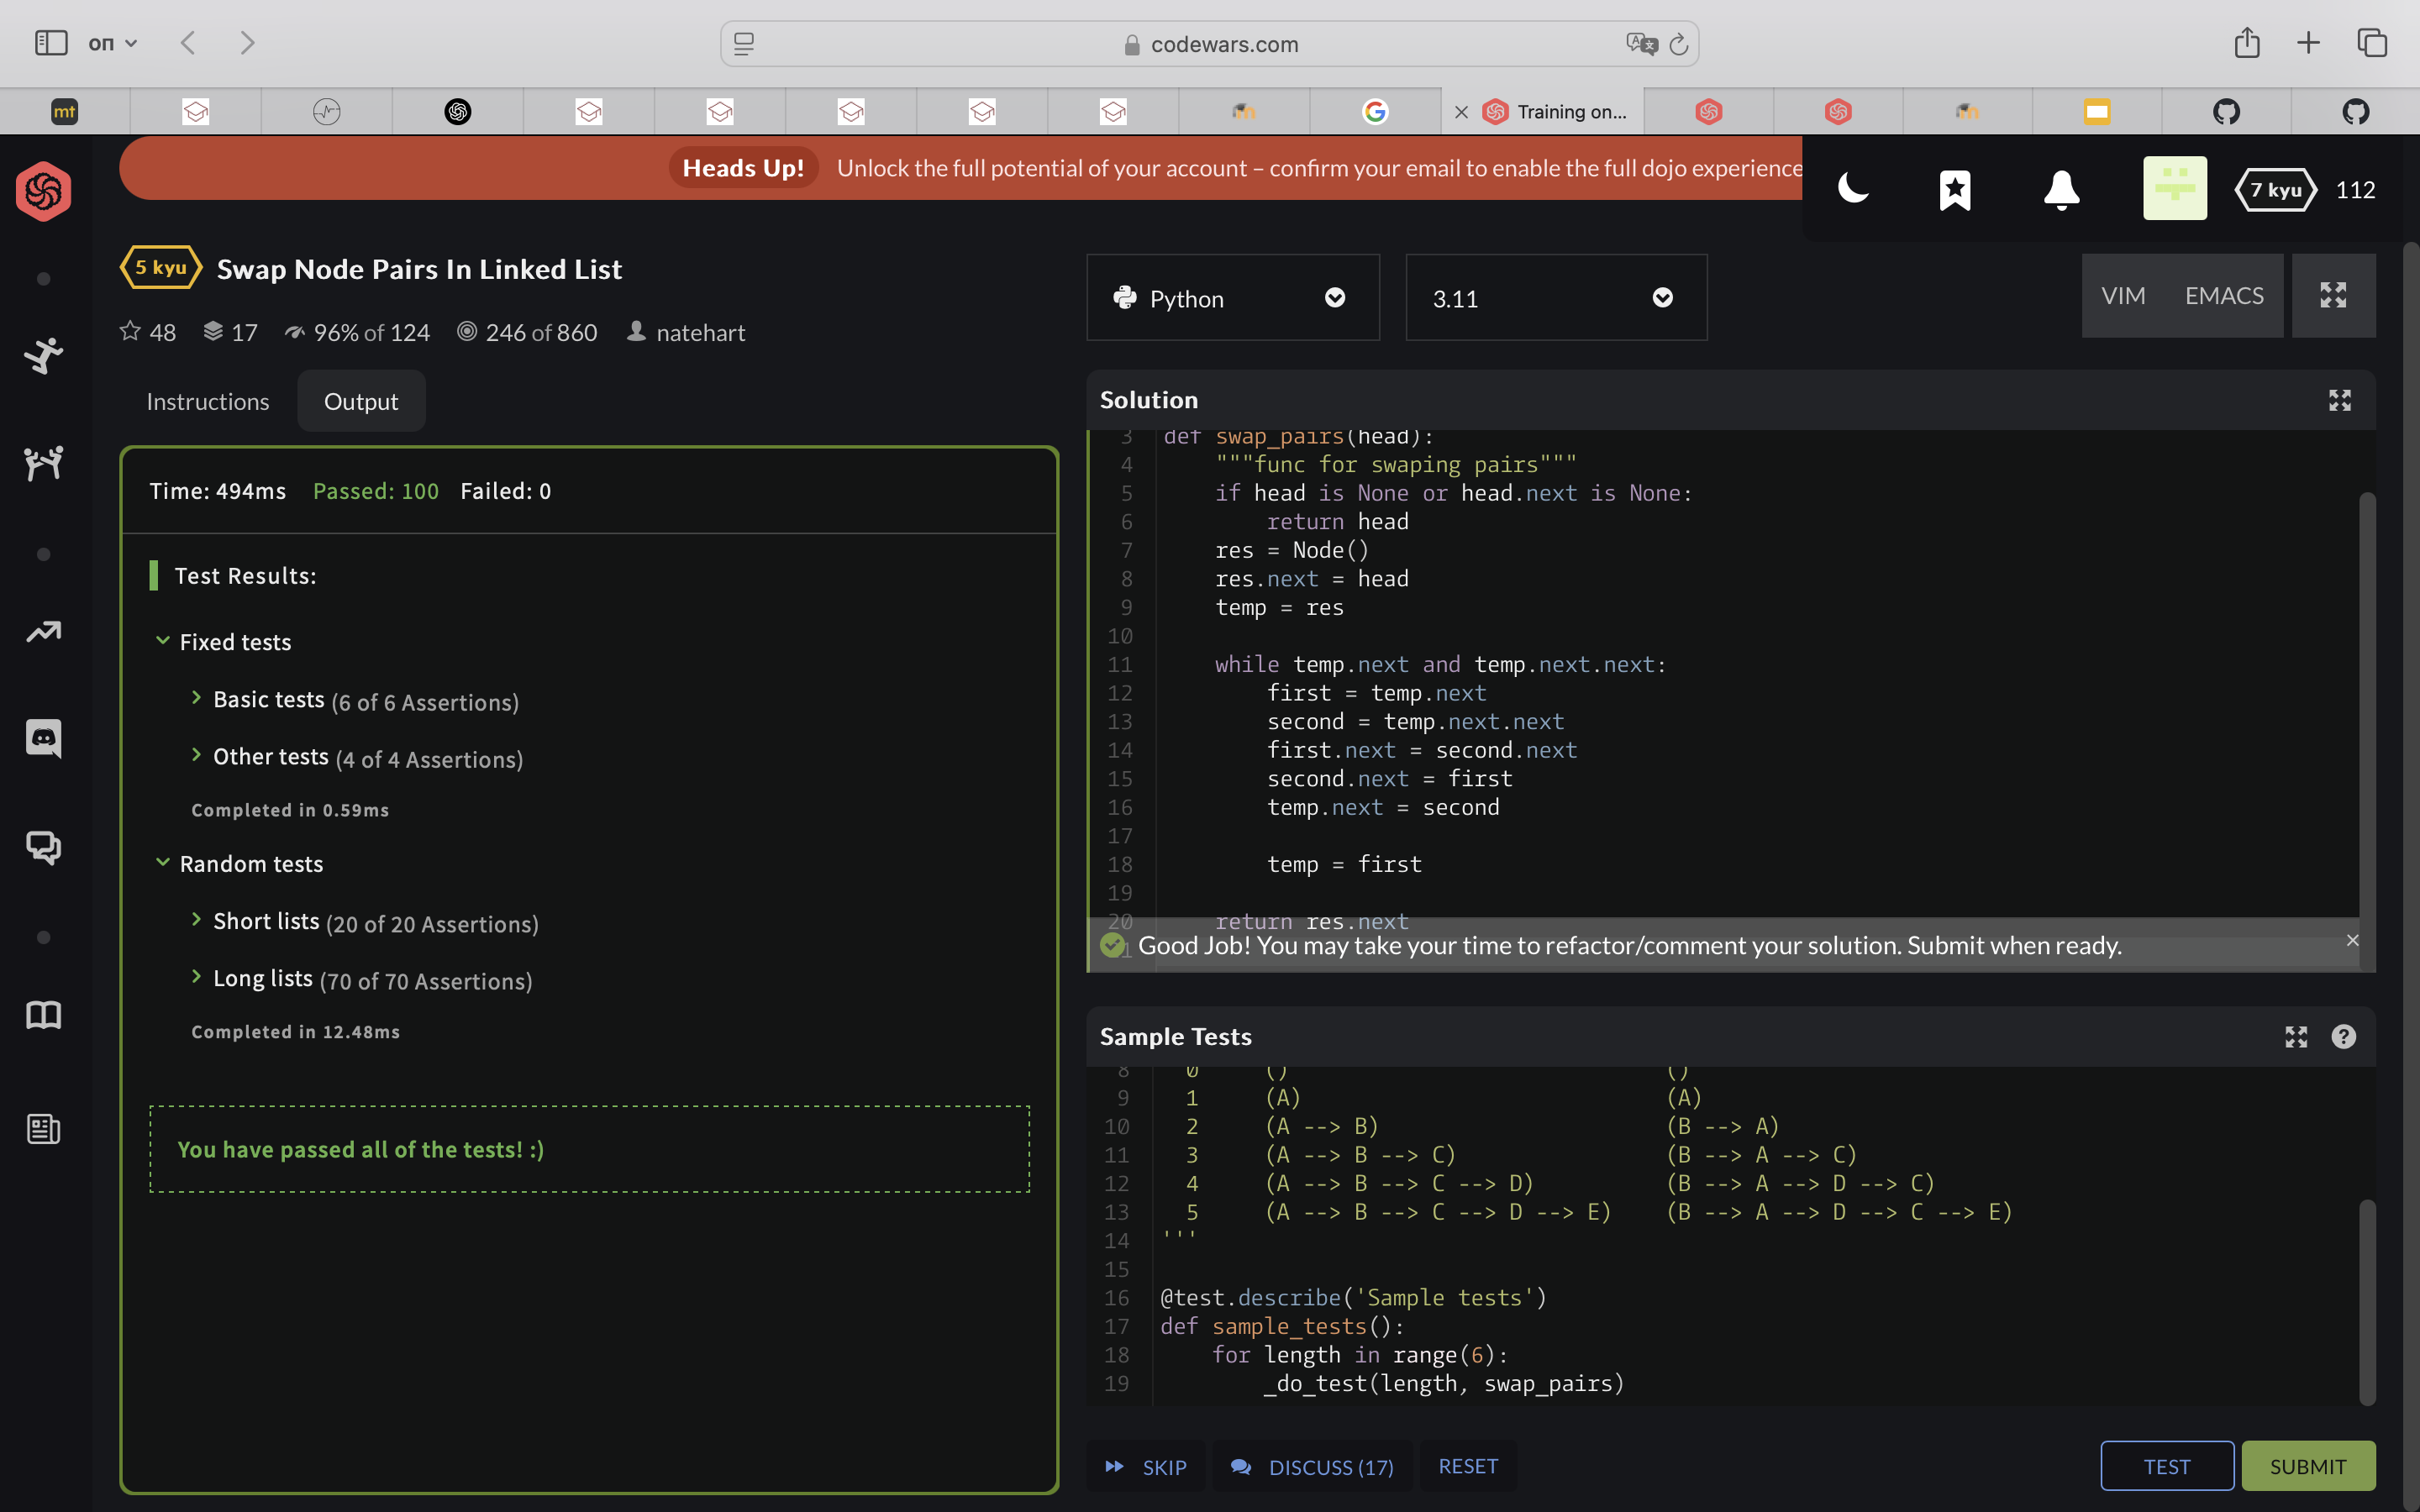 оп
codewars.com
mt
Training on...
Heads Up! Unlock the full potential of your account – confirm your email to enable the full dojo experience
7 kyu 112
5 kyu Swap Node Pairs In Linked List
48 17 96% of 124 246 of 860 natehart
Instructions Output
Time: 494ms Passed: 100 Failed: 0
Test Results:
Fixed tests
Basic tests (6 of 6 Assertions)
Other tests (4 of 4 Assertions)
Completed in 0.59ms
Random tests
Short lists (20 of 20 Assertions)
Long lists (70 of 70 Assertions)
Completed in 12.48ms
You have passed all of the tests! :)
Python 3.11 VIM EMACS
Solution
3 def swap_pairs(head):
4 """func for swaping pairs"""
5 if head is None or head.next is None:
6 return head
7 res = Node()
8 res.next = head
9 temp = res
10
11 while temp.next and temp.next.next:
12 first = temp.next
13 second = temp.next.next
14 first.next = second.next
15 second.next = first
16 temp.next = second
17
18 temp = first
19
20 return res.next
Good Job! You may take your time to refactor/comment your solution. Submit when ready.
Sample Tests
8 0 () ()
9 1 (A) (A)
10 2 (A --> B) (B --> A)
11 3 (A --> B --> C) (B --> A --> C)
12 4 (A --> B --> C --> D) (B --> A --> D --> C)
13 5 (A --> B --> C --> D --> E) (B --> A --> D --> C --> E)
14 '''
15
16 @test.describe('Sample tests')
17 def sample_tests():
18 for length in range(6):
19 _do_test(length, swap_pairs)
SKIP DISCUSS (17) RESET TEST SUBMIT